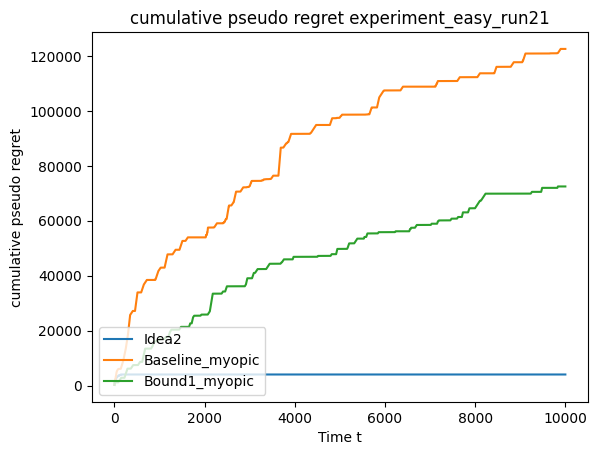 cumulative pseudo regret experiment_easy_run21
120000
100000
80000
60000
40000
20000
0
cumulative pseudo regret
Idea2
Baseline_myopic
Bound1_myopic
0
2000
4000
6000
8000
10000
Time t